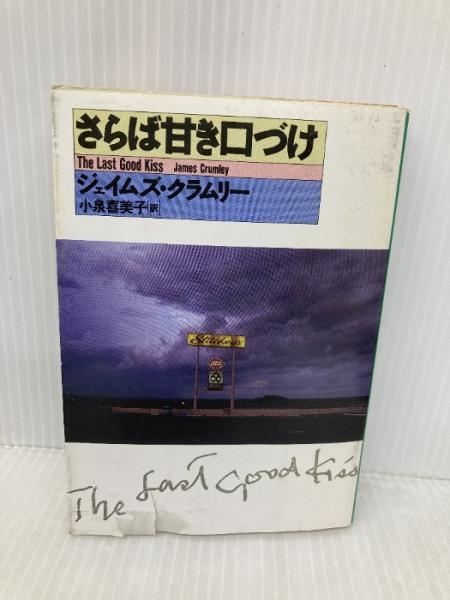 さらば甘き口づけ
The Last Good Kiss James Crumley
ジェイムズ・クラムリー
小泉喜美子[訳]
Stuckey's
The Last Good Kiss